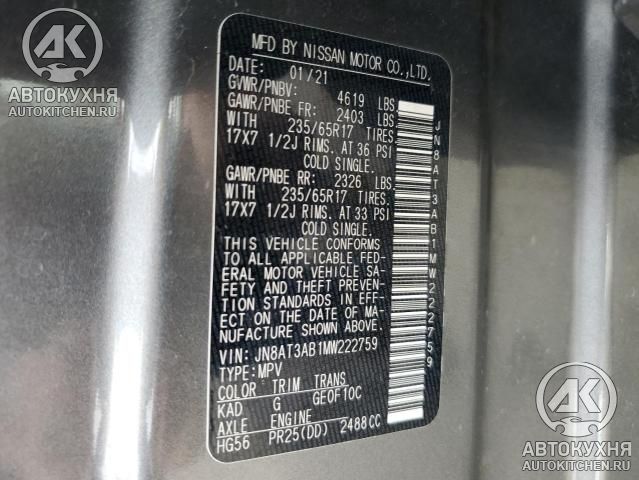 AK
АВТОКУХНЯ
AUTOKITCHEN.RU
MFD BY NISSAN MOTOR CO.,LTD.
DATE: 01/21
GVWR/PNBV: 4619 LBS
GAWR/PNBE FR: 2403 LBS.
WITH 235/65R17 TIRES.
17X7 1/2J RIMS. AT 36 PSI
COLD SINGLE.
GAWR/PNBE RR: 2326 LBS.
WITH 235/65R17 TIRES.
17X7 1/2J RIMS. AT 33 PSI
COLD SINGLE.
THIS VEHICLE CONFORMS
TO ALL APPLICABLE FED-
ERAL MOTOR VEHICLE SA-
FETY AND THEFT PREVEN-
TION STANDARDS IN EFF-
ECT ON THE DATE OF MA-
NUFACTURE SHOWN ABOVE.
VIN: JN8AT3AB1MW222759
TYPE: MPV
COLOR TRIM TRANS
KAD G GE0F10C
AXLE ENGINE
HG56 PR25(DD) 2488CC
JN8AT3AB1MW222759
AK
АВТОКУХНЯ
AUTOKITCHEN.RU